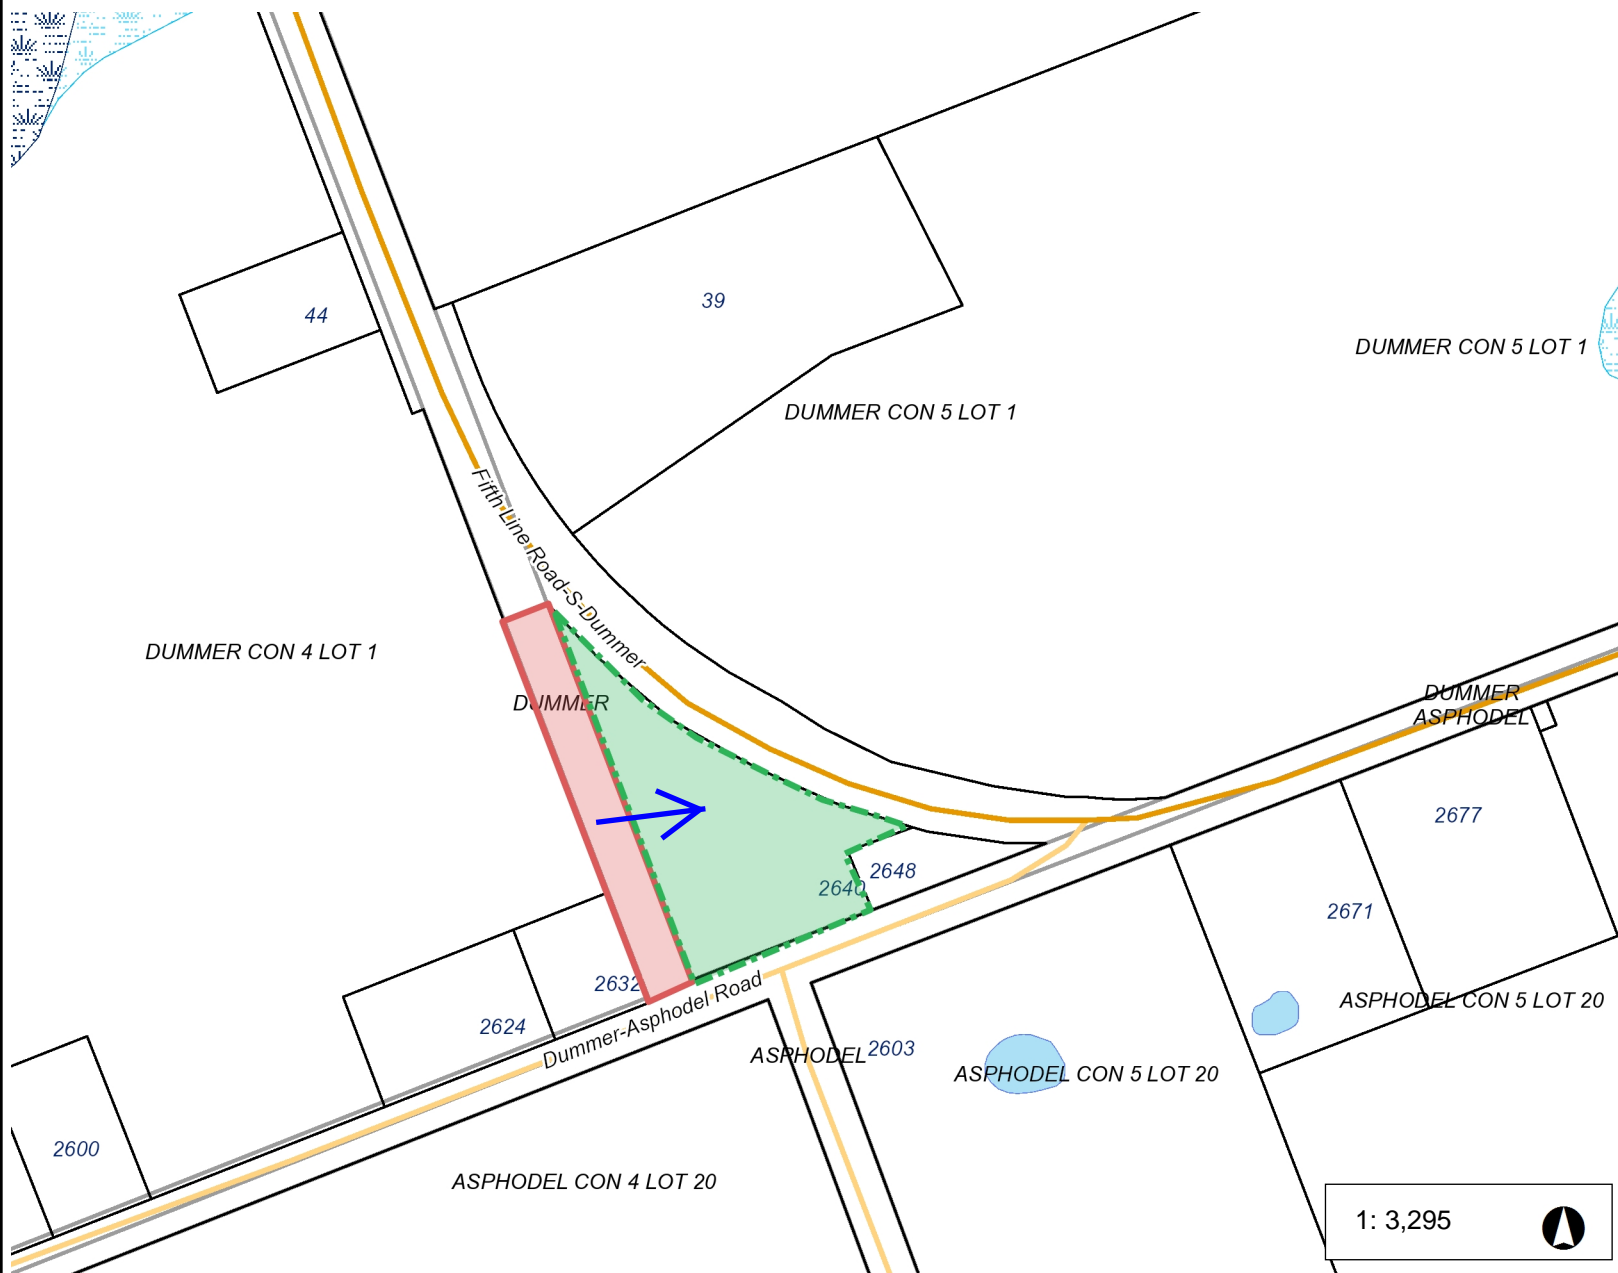 39
44
DUMMER CON 5 LOT 1
DUMMER CON 5 LOT 1
Fifth-Line-Road-S-Dummer
DUMMER CON 4 LOT 1
DUMMER
DUMMER
ASPHODEL
2677
2648
2640
2671
2632
Dummer-Asphodel Road
2624
ASPHODEL
2603
ASPHODEL CON 5 LOT 20
ASPHODEL CON 5 LOT 20
2600
ASPHODEL CON 4 LOT 20
1: 3,295